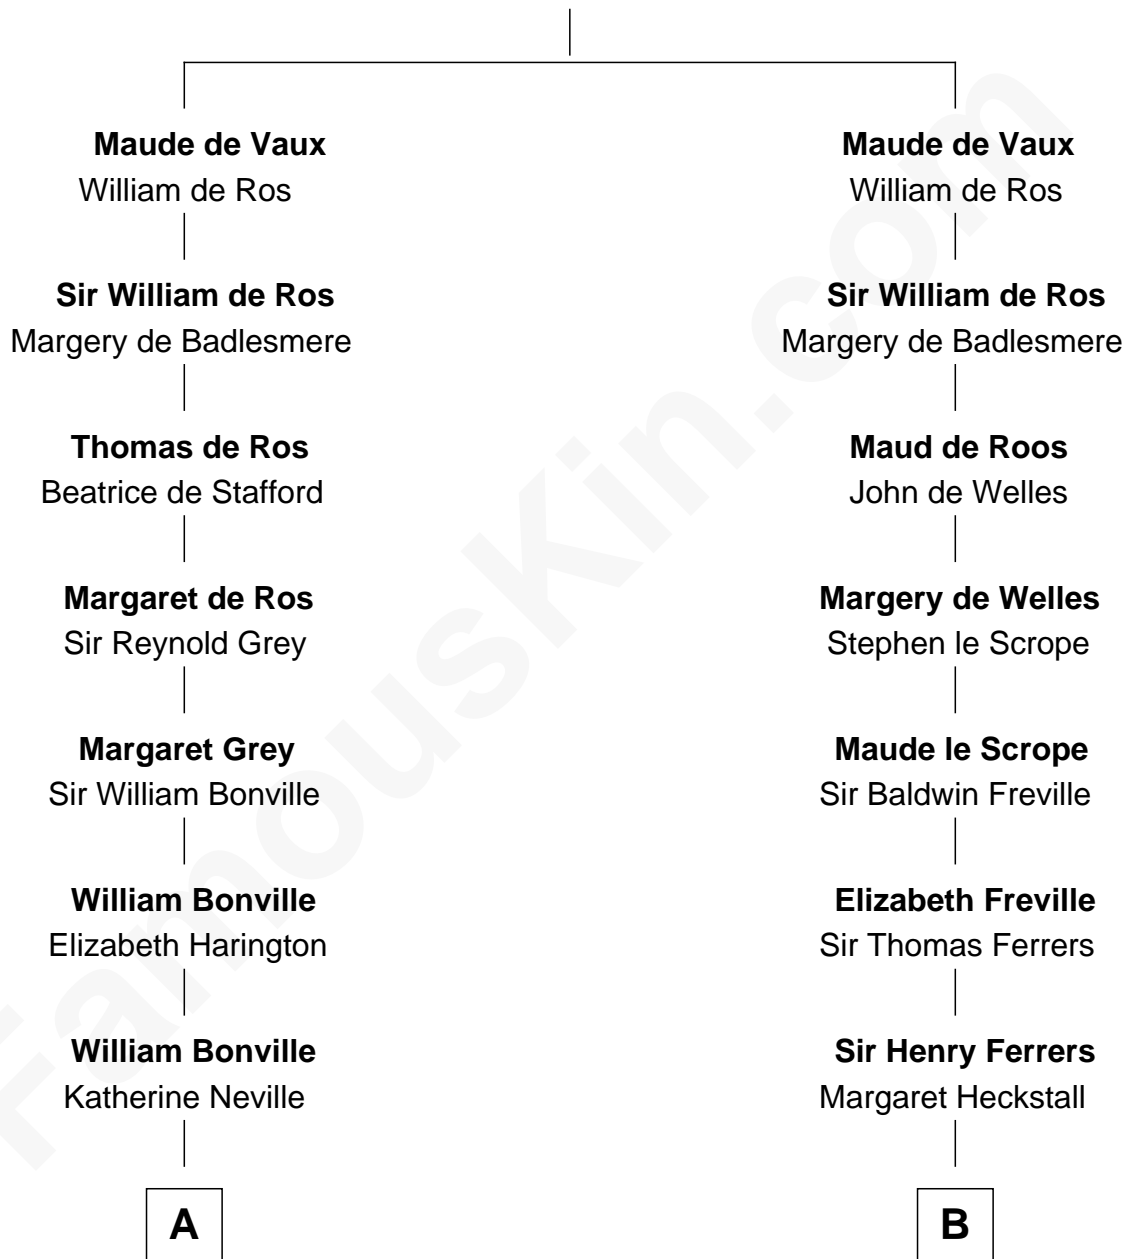 Maude de Vaux
William de Ros
Sir William de Ros
Margery de Badlesmere
Thomas de Ros
Beatrice de Stafford
Margaret de Ros
Sir Reynold Grey
Margaret Grey
Sir William Bonville
William Bonville
Elizabeth Harington
William Bonville
Katherine Neville
A
Maude de Vaux
William de Ros
Sir William de Ros
Margery de Badlesmere
Maud de Roos
John de Welles
Margery de Welles
Stephen le Scrope
Maude le Scrope
Sir Baldwin Freville
Elizabeth Freville
Sir Thomas Ferrers
Sir Henry Ferrers
Margaret Heckstall
B
FamousKin.com